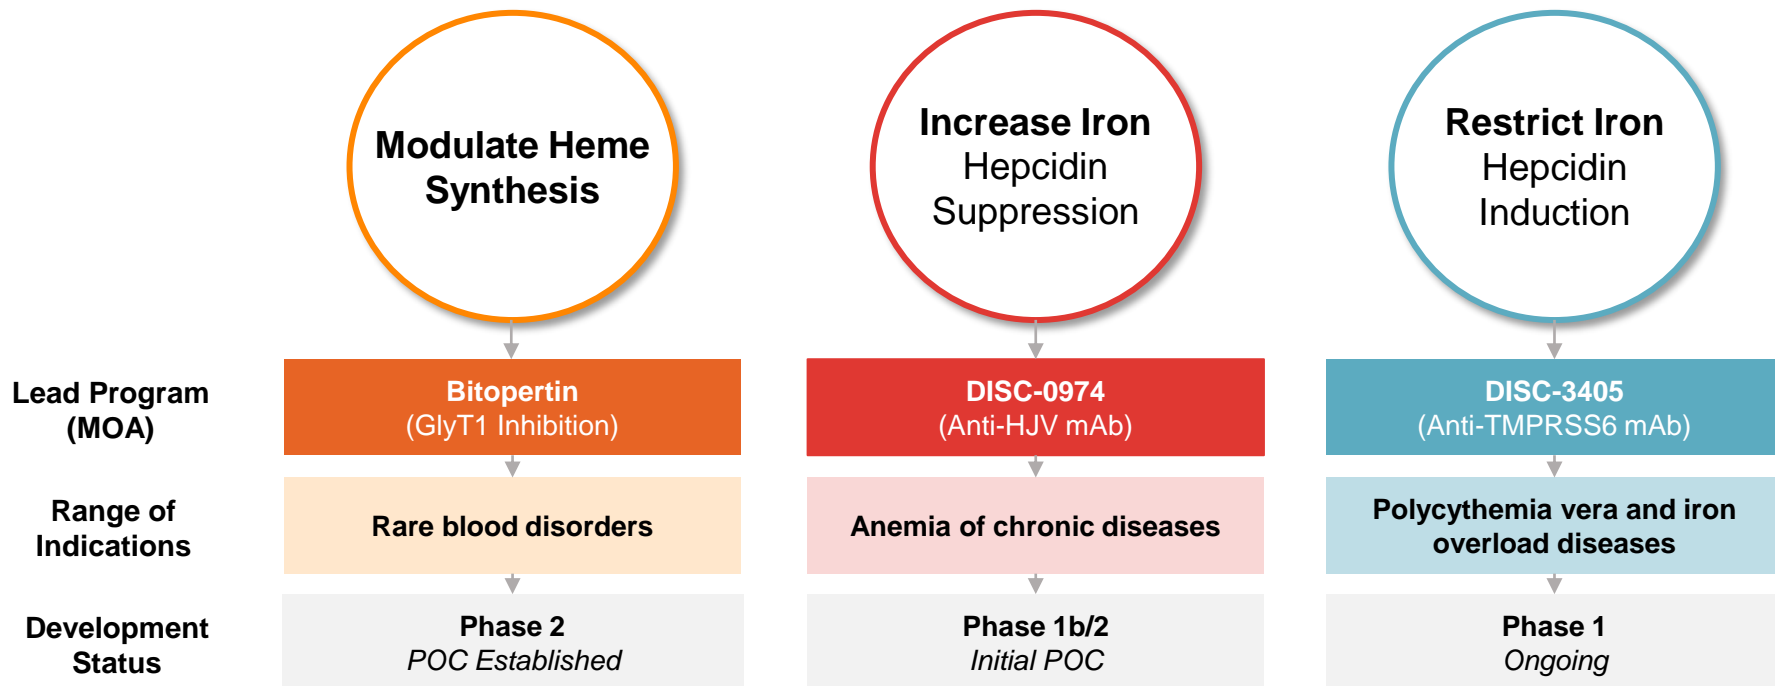 Modulate Heme
Synthesis
Increase Iron
Hepcidin
Suppression
Restrict Iron
Hepcidin
Induction
Lead Program
(MOA)
Bitopertin
(GlyT1 Inhibition)
DISC-0974
(Anti-HJV mAb)
DISC-3405
(Anti-TMPRSS6 mAb)
Range of
Indications
Rare blood disorders
Anemia of chronic diseases
Polycythemia vera and iron
overload diseases
Development
Status
Phase 2
POC Established
Phase 1b/2
Initial POC
Phase 1
Ongoing